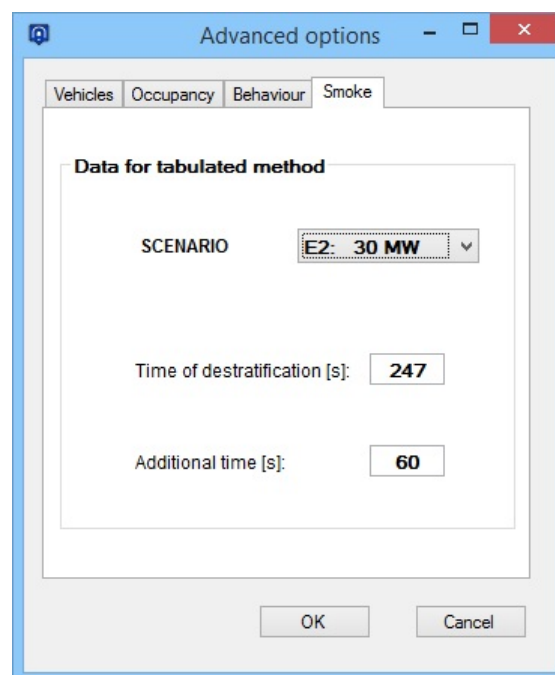 Advanced options
Vehicles Occupancy Behaviour Smoke
Data for tabulated method
SCENARIO E2: 30 MW
Time of destratification [s]: 247
Additional time [s]: 60
OK Cancel